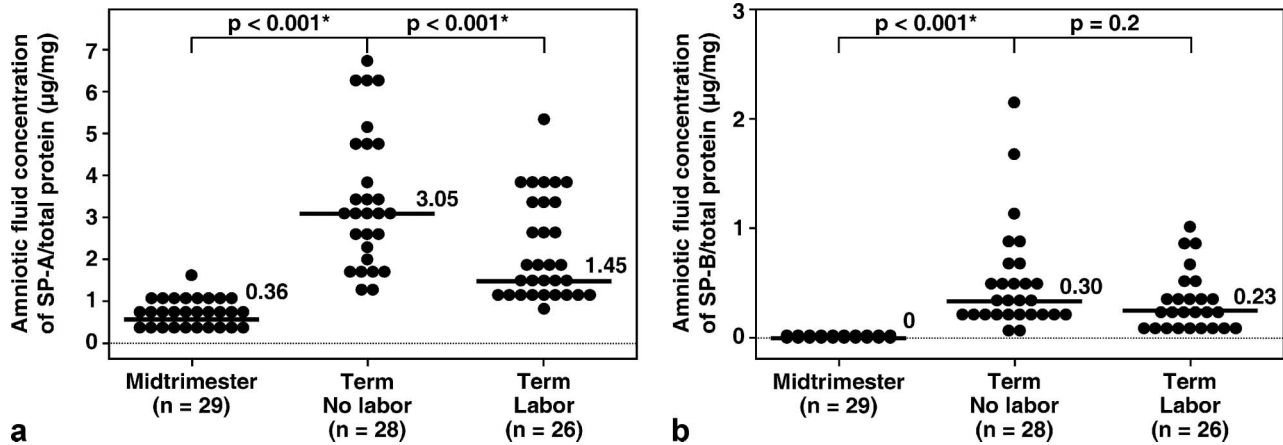 p < 0.001*
p < 0.001*
7
6
5
4
3
2
1
0
Amniotic fluid concentration
of SP-A/total protein (µg/mg)
0.36
3.05
1.45
Midtrimester
(n = 29)
Term
No labor
(n = 28)
Term
Labor
(n = 26)
a
p < 0.001*
p = 0.2
3
2
1
0
Amniotic fluid concentration
of SP-B/total protein (µg/mg)
0
0.30
0.23
Midtrimester
(n = 29)
Term
No labor
(n = 28)
Term
Labor
(n = 26)
b